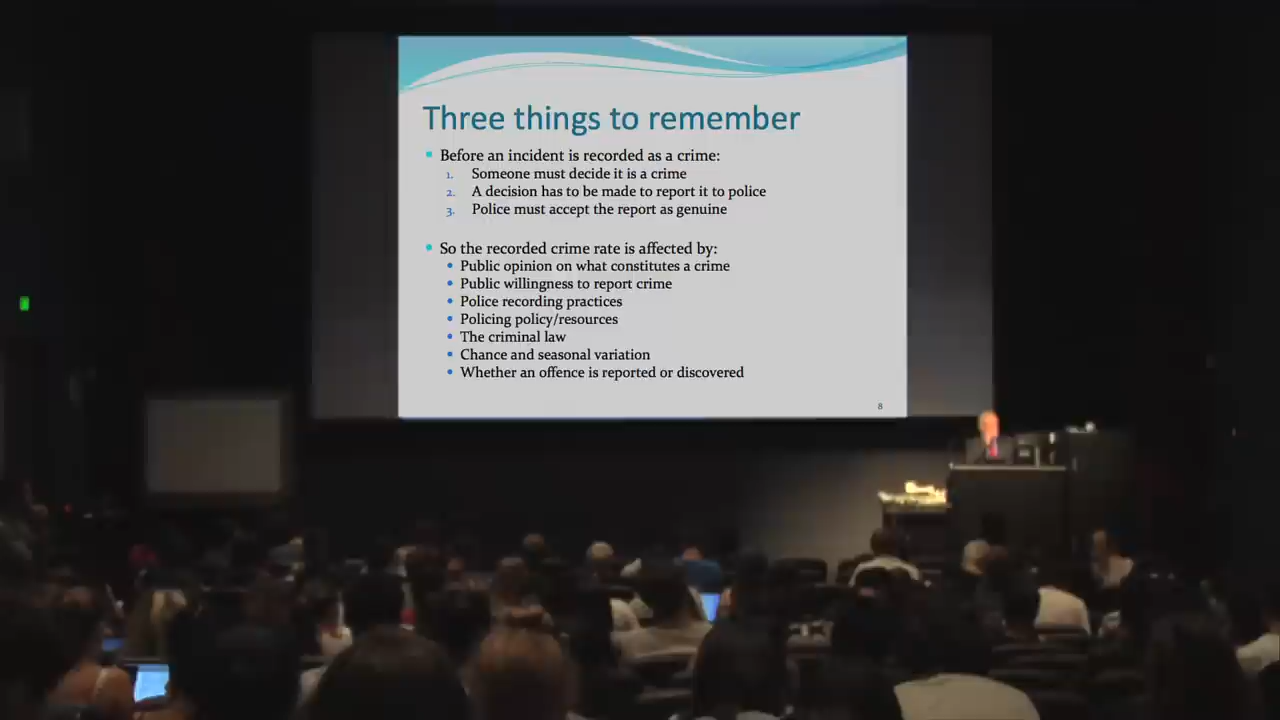 Three things to remember
Before an incident is recorded as a crime:
1. Someone must decide it is a crime
2. A decision has to be made to report it to police
3. Police must accept the report as genuine
So the recorded crime rate is affected by:
• Public opinion on what constitutes a crime
• Public willingness to report crime
• Police recording practices
• Policing policy/resources
• The criminal law
• Chance and seasonal variation
• Whether an offence is reported or discovered
8